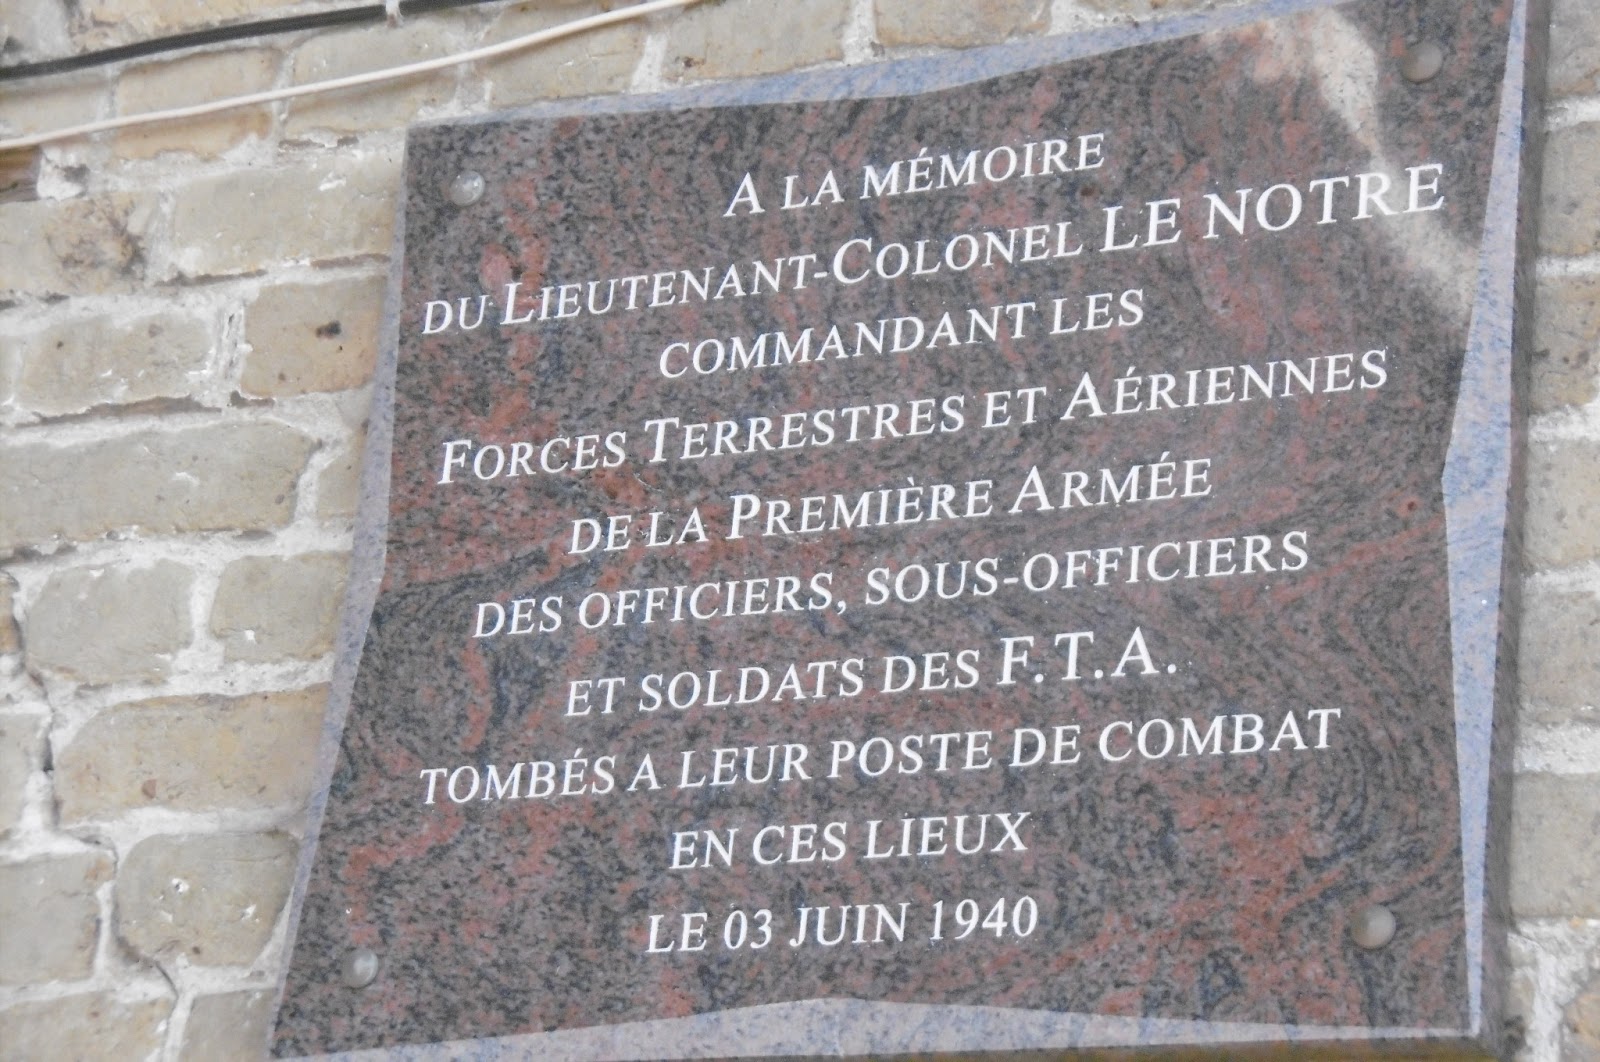 A LA MÉMOIRE
DU LIEUTENANT-COLONEL LE NOTRE
COMMANDANT LES
FORCES TERRESTRES ET AÉRIENNES
DE LA PREMIÈRE ARMÉE
DES OFFICIERS, SOUS-OFFICIERS
ET SOLDATS DES F.T.A.
TOMBÉS A LEUR POSTE DE COMBAT
EN CES LIEUX
LE 03 JUIN 1940